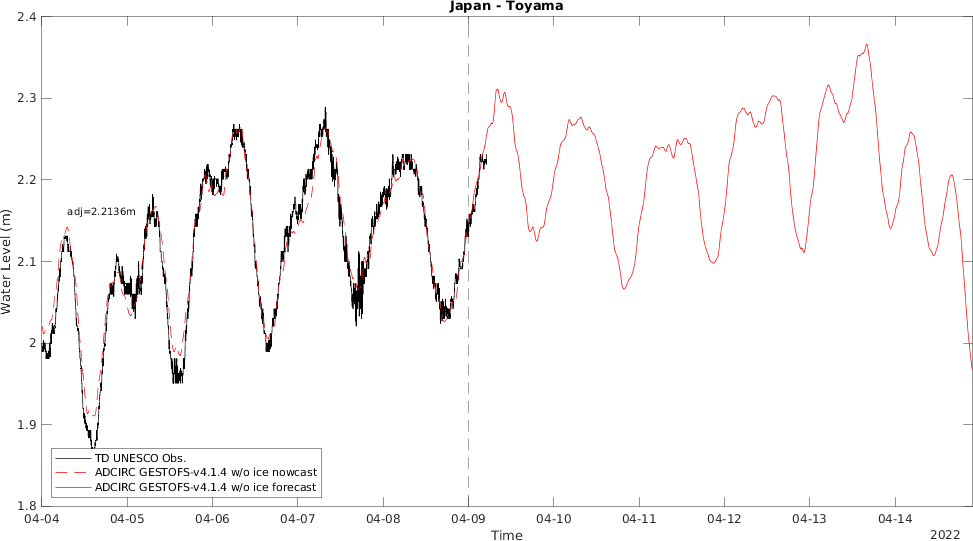 Japan - Toyama
2.4
2.3
2.2
2.1
2
1.9
1.8
Water Level (m)
adj=2.2136m
TD UNESCO Obs.
ADCIRC GESTOFS-v4.1.4 w/o ice nowcast
ADCIRC GESTOFS-v4.1.4 w/o ice forecast
04-04 04-05 04-06 04-07 04-08 04-09 04-10 04-11 04-12 04-13 04-14
Time
2022